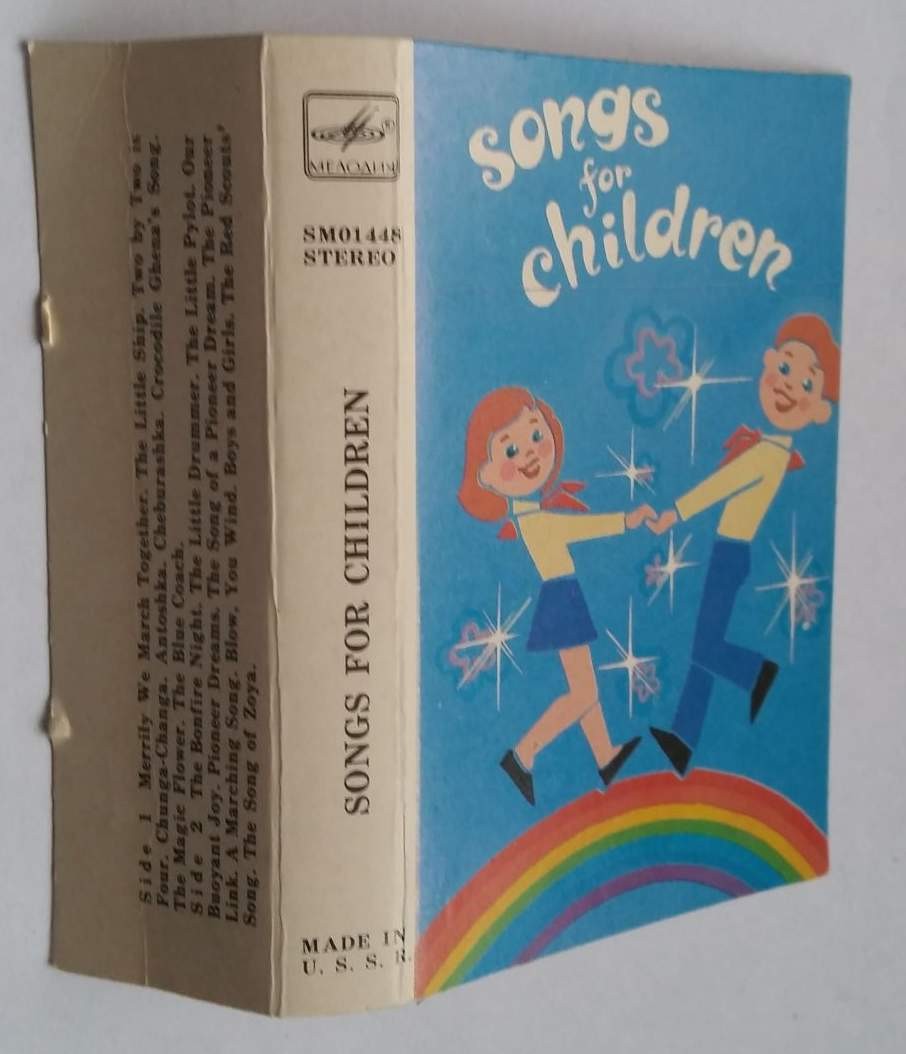 songs
for
children
МЕЛОДИЯ
SM01448
STEREO
SONGS FOR CHILDREN
MADE IN
U. S. S. R.
Side 1 Merrily We March Together. The Little Ship. Two by Two is
Four. Chunga-Changa. Antoshka. Cheburashka. Crocodile Ghena's Song.
The Magic Flower. The Blue Coach.
Side 2 The Bonfire Night. The Little Drummer. The Little Pylot. Our
Buoyant Joy. Pioneer Dreams. The Song of a Pioneer Dream. The Pioneer
Link. A Marching Song. Blow, You Wind. Boys and Girls. The Red Scouts'
Song. The Song of Zoya.